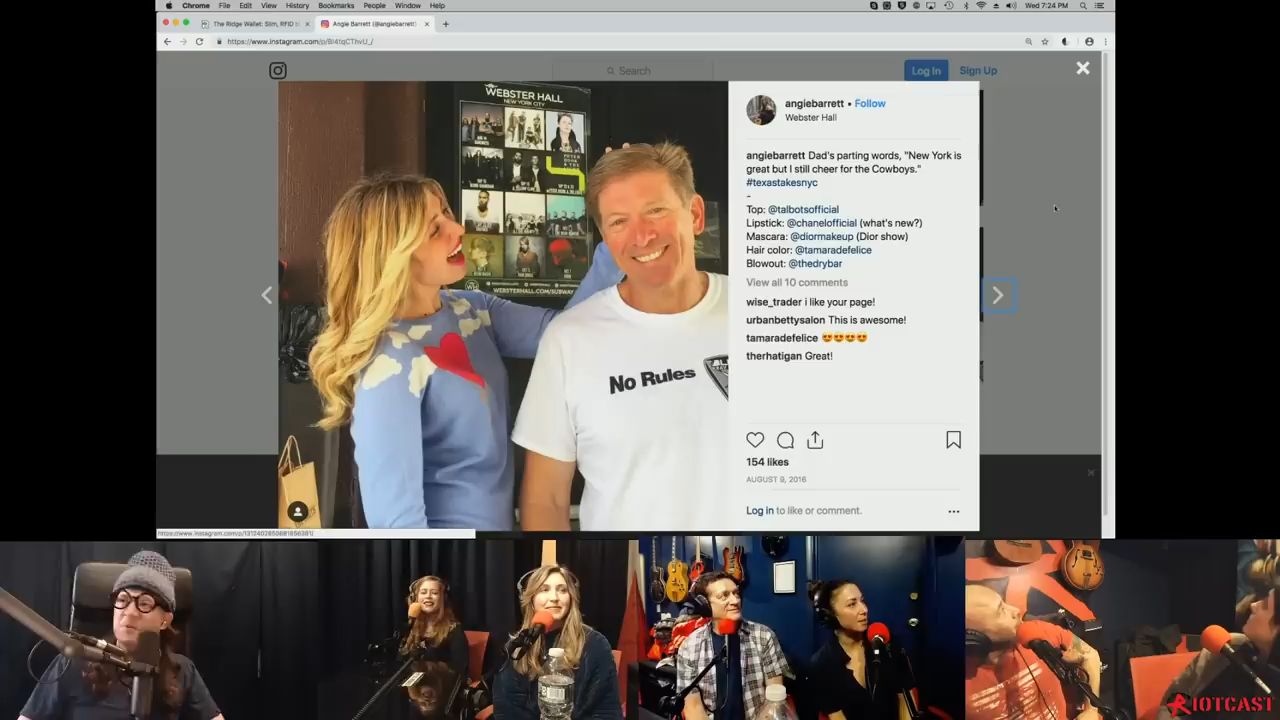 Chrome File Edit View History Bookmarks People Window Help
Wed 7:24 PM
The Ridge Wallet: Slim, RFID
Angie Barrett (@angiebarrett)
https://www.instagram.com/p/BI4tqCThvU_/
Search
Log In
Sign Up
WEBSTER HALL
NEW YORK CITY
WEBSTERHALL.COM/SUBWAY
No Rules
angiebarrett • Follow
Webster Hall
angiebarrett Dad's parting words, "New York is
great but I still cheer for the Cowboys."
#texastakesnyc
-
Top: @talbotsofficial
Lipstick: @chanelofficial (what's new?)
Mascara: @diormakeup (Dior show)
Hair color: @tamaradefelice
Blowout: @thedrybar
View all 10 comments
wise_trader i like your page!
urbanbettysalon This is awesome!
tamaradefelice 😍😍😍😍
therhatigan Great!
154 likes
AUGUST 9, 2016
Log in to like or comment.
RIOTCAST